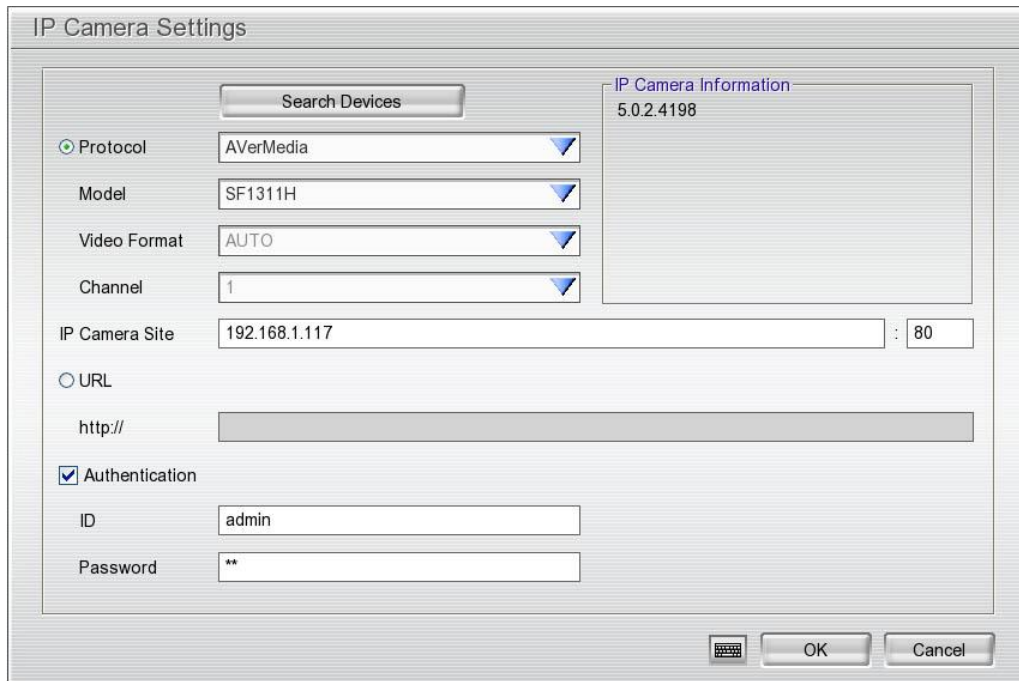 IP Camera Settings
Search Devices
IP Camera Information
5.0.2.4198
Protocol AVerMedia
Model SF1311H
Video Format AUTO
Channel 1
IP Camera Site 192.168.1.117 : 80
URL
http://
Authentication
ID admin
Password **
OK Cancel